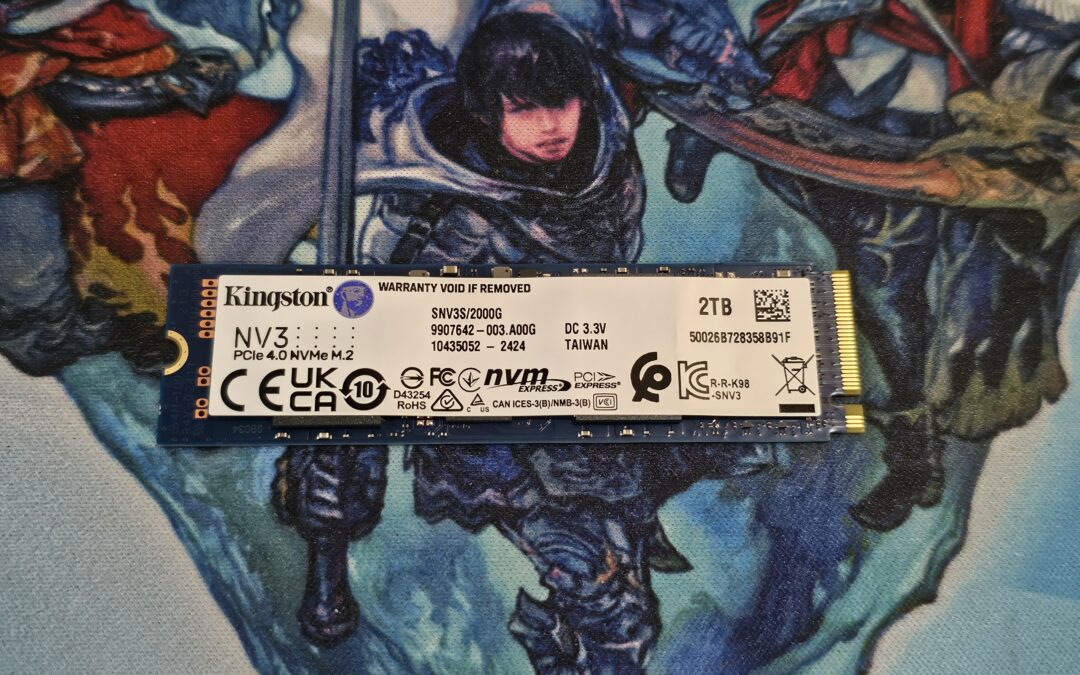 Kingston®
WARRANTY VOID IF REMOVED
SNV3S/2000G
9907642-003.A00G
10435052 - 2424
DC 3.3V
TAIWAN
2TB
50026B728358B91F
NV3
PCIe 4.0 NVMe M.2
CE
UK
CA
10
D43254
RoHS
FC
nvm
EXPRESS
PCI
EXPRESS®
C US
CAN ICES-3(B)/NMB-3(B)
VCI
R-R-K98
-SNV3